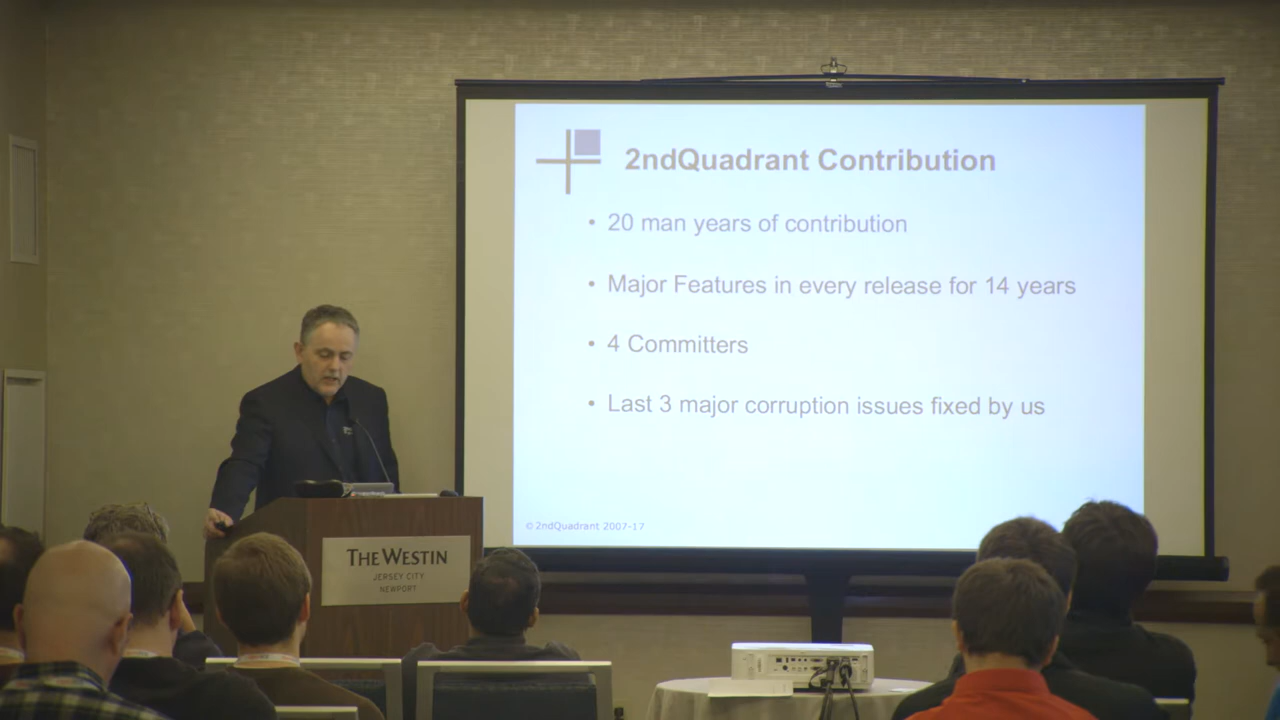 2ndQuadrant Contribution
• 20 man years of contribution
• Major Features in every release for 14 years
• 4 Committers
• Last 3 major corruption issues fixed by us
© 2ndQuadrant 2007-17
THE WESTIN
JERSEY CITY
NEWPORT